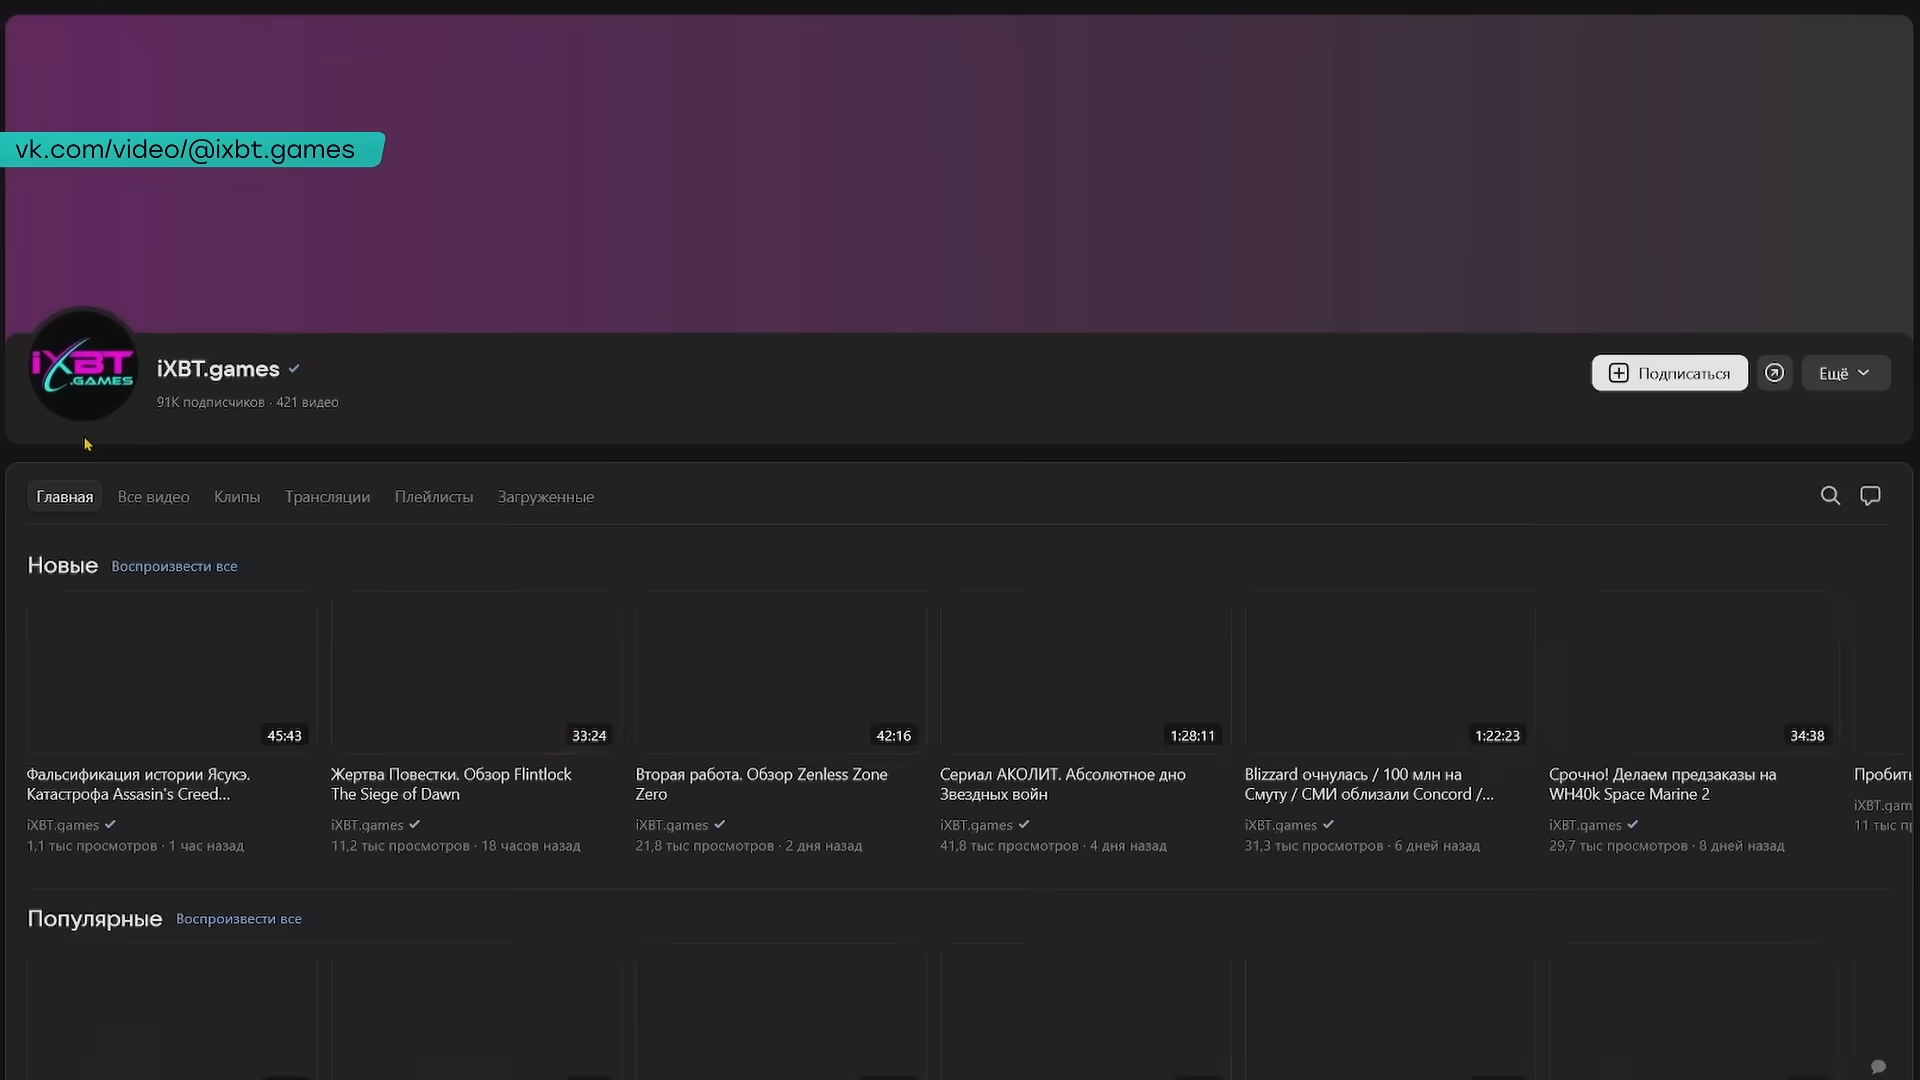 vk.com/video/@ixbt.games
iXBT
.GAMES
iXBT.games
91K подписчиков · 421 видео
Подписаться
Ещё
Главная
Все видео
Клипы
Трансляции
Плейлисты
Загруженные
Новые
Воспроизвести все
45:43
33:24
42:16
1:28:11
1:22:23
34:38
Фальсификация истории Ясукэ.
Катастрофа Assasin's Creed...
iXBT.games
1,1 тыс просмотров · 1 час назад
Жертва Повестки. Обзор Flintlock
The Siege of Dawn
iXBT.games
11,2 тыс просмотров · 18 часов назад
Вторая работа. Обзор Zenless Zone
Zero
iXBT.games
21,8 тыс просмотров · 2 дня назад
Сериал АКОЛИТ. Абсолютное дно
Звездных войн
iXBT.games
41,8 тыс просмотров · 4 дня назад
Blizzard очнулась / 100 млн на
Смуту / СМИ облизали Concord /...
iXBT.games
31,3 тыс просмотров · 6 дней назад
Срочно! Делаем предзаказы на
WH40k Space Marine 2
iXBT.games
29,7 тыс просмотров · 8 дней назад
11 тыс
Популярные
Воспроизвести все